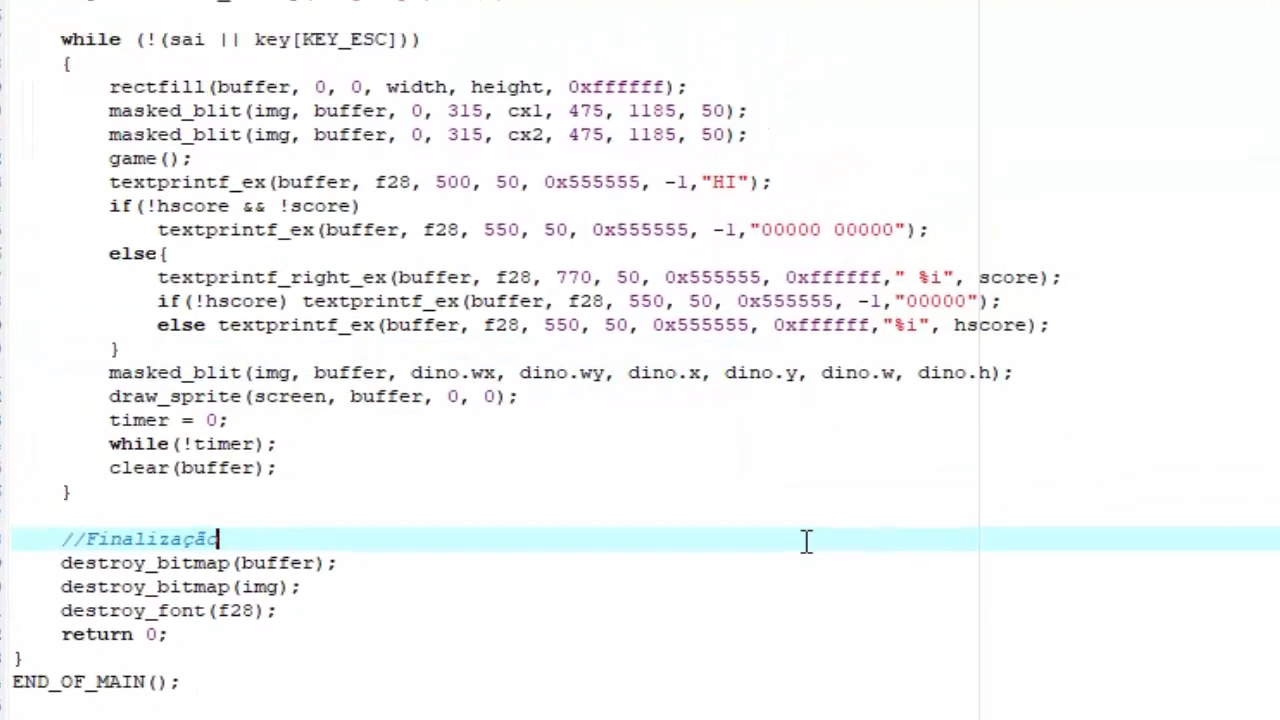 while (!(sai || key[KEY_ESC]))
{
rectfill(buffer, 0, 0, width, height, 0xffffff);
masked_blit(img, buffer, 0, 315, cx1, 475, 1185, 50);
masked_blit(img, buffer, 0, 315, cx2, 475, 1185, 50);
game();
textprintf_ex(buffer, f28, 500, 50, 0x555555, -1,"HI");
if(!hscore && !score)
textprintf_ex(buffer, f28, 550, 50, 0x555555, -1,"00000 00000");
else{
textprintf_right_ex(buffer, f28, 770, 50, 0x555555, 0xffffff," %i", score);
if(!hscore) textprintf_ex(buffer, f28, 550, 50, 0x555555, -1,"00000");
else textprintf_ex(buffer, f28, 550, 50, 0x555555, 0xffffff,"%i", hscore);
}
masked_blit(img, buffer, dino.wx, dino.wy, dino.x, dino.y, dino.w, dino.h);
draw_sprite(screen, buffer, 0, 0);
timer = 0;
while(!timer);
clear(buffer);
}
//Finalização
destroy_bitmap(buffer);
destroy_bitmap(img);
destroy_font(f28);
return 0;
}
END_OF_MAIN();